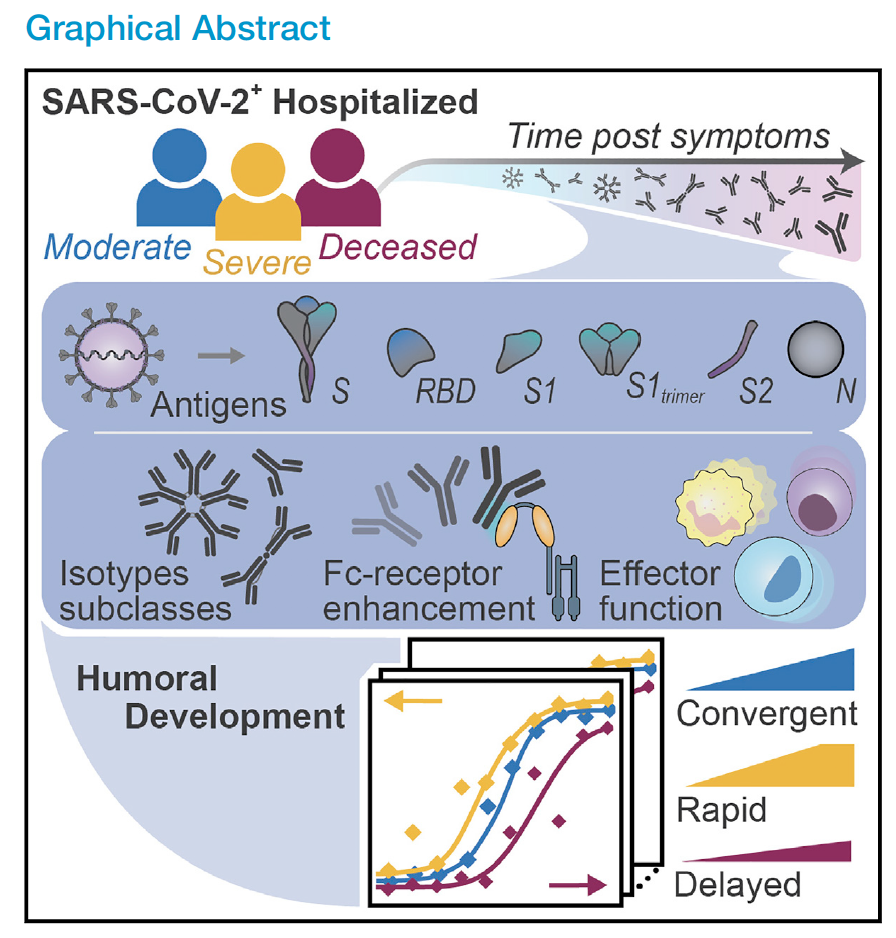 Graphical Abstract
SARS-CoV-2+ Hospitalized
Time post symptoms
Moderate
Severe
Deceased
Antigens
S
RBD
S1
S1trimer
S2
N
Isotypes
subclasses
Fc-receptor
enhancement
Effector
function
Humoral
Development
Convergent
Rapid
Delayed